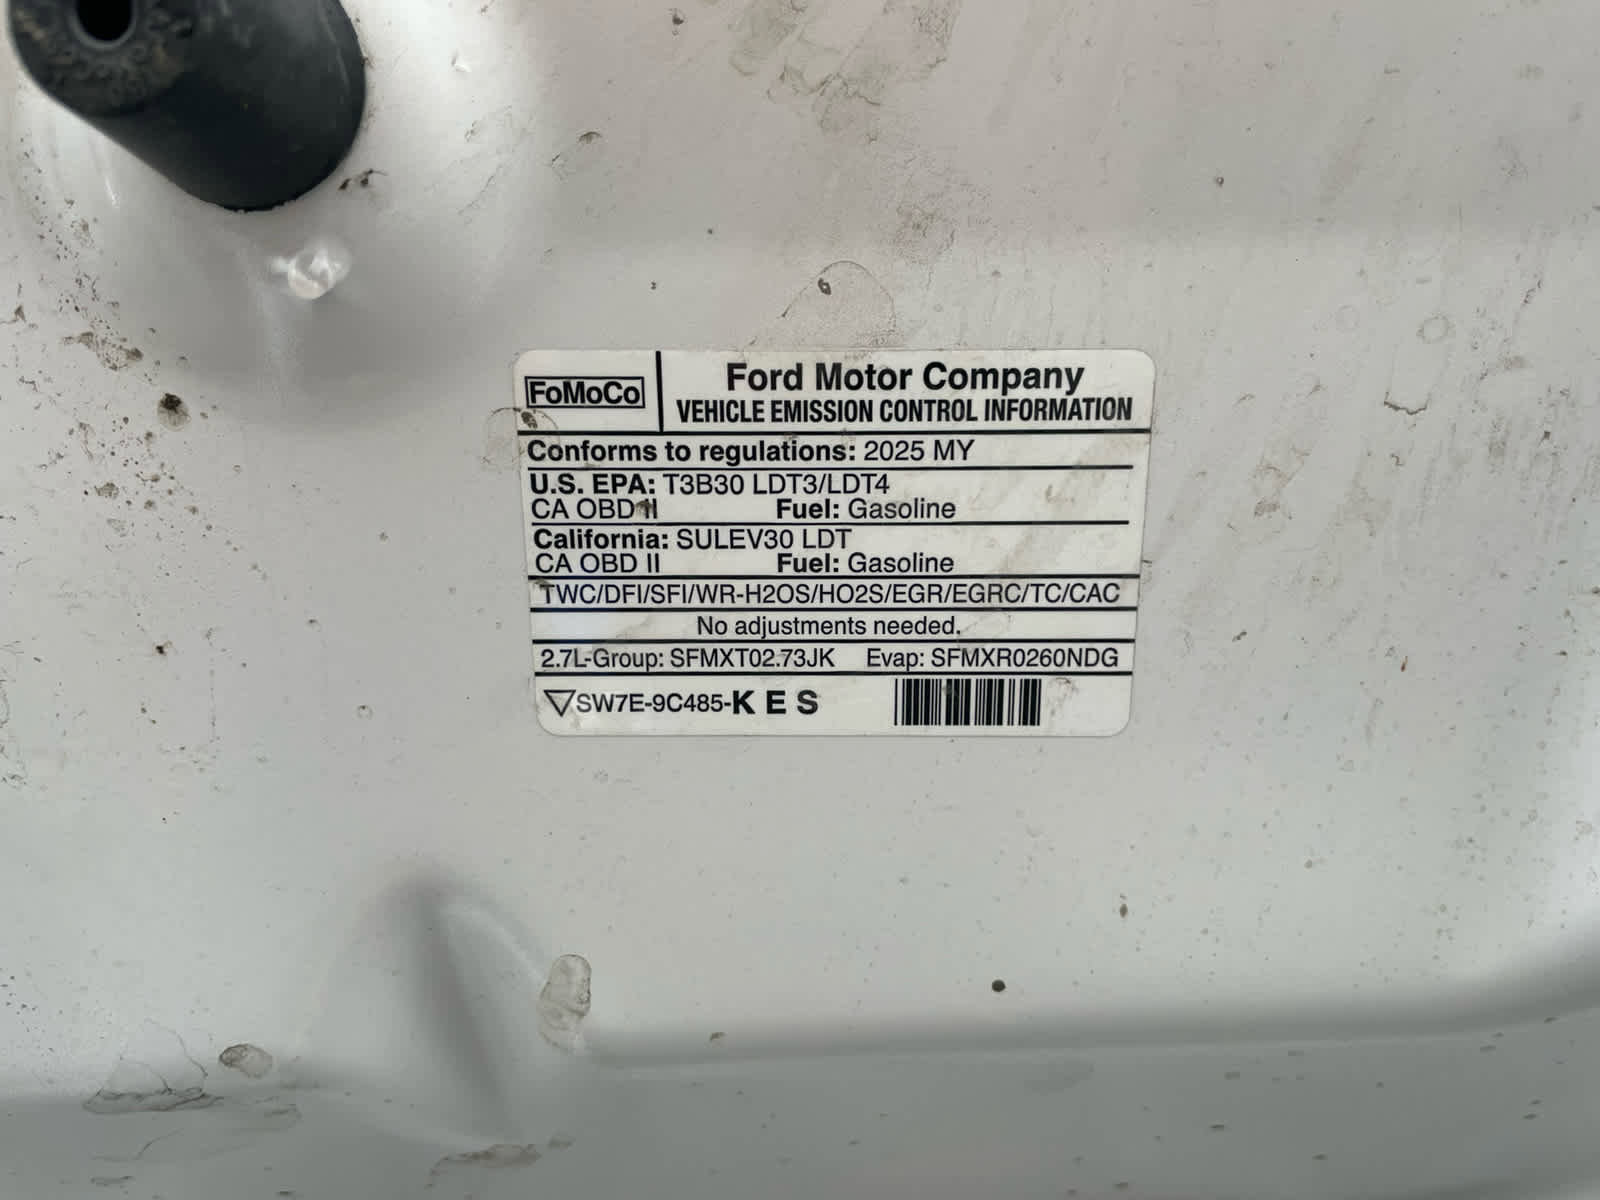 FoMoCo
Ford Motor Company
VEHICLE EMISSION CONTROL INFORMATION
Conforms to regulations: 2025 MY
U.S. EPA: T3B30 LDT3/LDT4
CA OBD II Fuel: Gasoline
California: SULEV30 LDT
CA OBD II Fuel: Gasoline
TWC/DFI/SFI/WR-H2OS/HO2S/EGR/EGRC/TC/CAC
No adjustments needed.
2.7L-Group: SFMXT02.73JK Evap: SFMXR0260NDG
SW7E-9C485-K E S